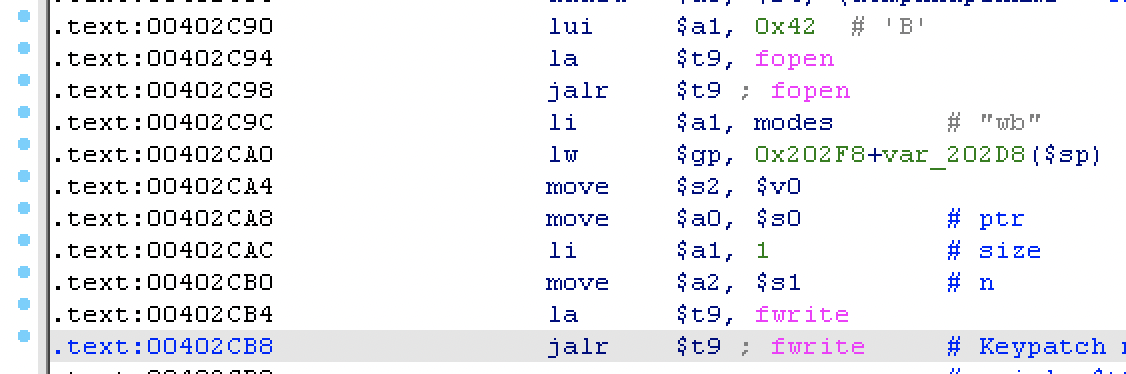 .text:00402C90 lui $a1, 0x42 # 'B'
.text:00402C94 la $t9, fopen
.text:00402C98 jalr $t9 ; fopen
.text:00402C9C li $a1, modes # "wb"
.text:00402CA0 lw $gp, 0x202F8+var_202D8($sp)
.text:00402CA4 move $s2, $v0
.text:00402CA8 move $a0, $s0 # ptr
.text:00402CAC li $a1, 1 # size
.text:00402CB0 move $a2, $s1 # n
.text:00402CB4 la $t9, fwrite
.text:00402CB8 jalr $t9 ; fwrite # Keypatch